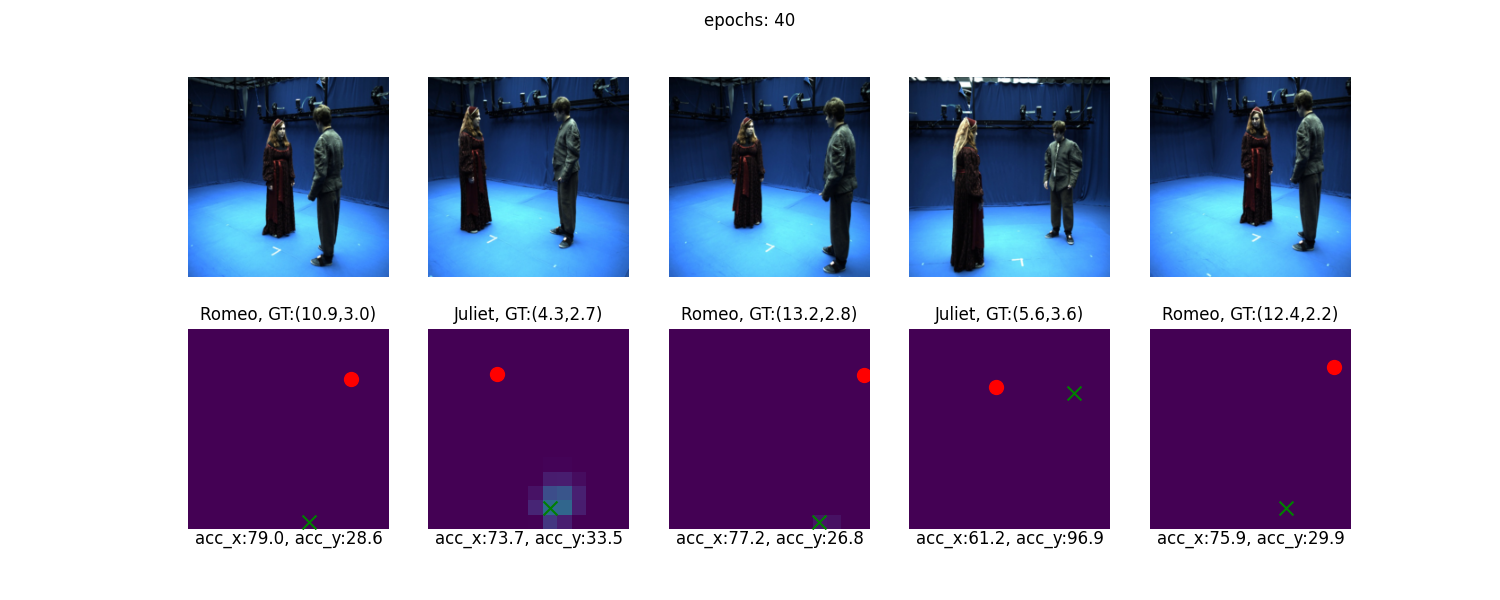 epochs: 40
Romeo, GT:(10.9,3.0)
Juliet, GT:(4.3,2.7)
Romeo, GT:(13.2,2.8)
Juliet, GT:(5.6,3.6)
Romeo, GT:(12.4,2.2)
acc_x:79.0, acc_y:28.6
acc_x:73.7, acc_y:33.5
acc_x:77.2, acc_y:26.8
acc_x:61.2, acc_y:96.9
acc_x:75.9, acc_y:29.9